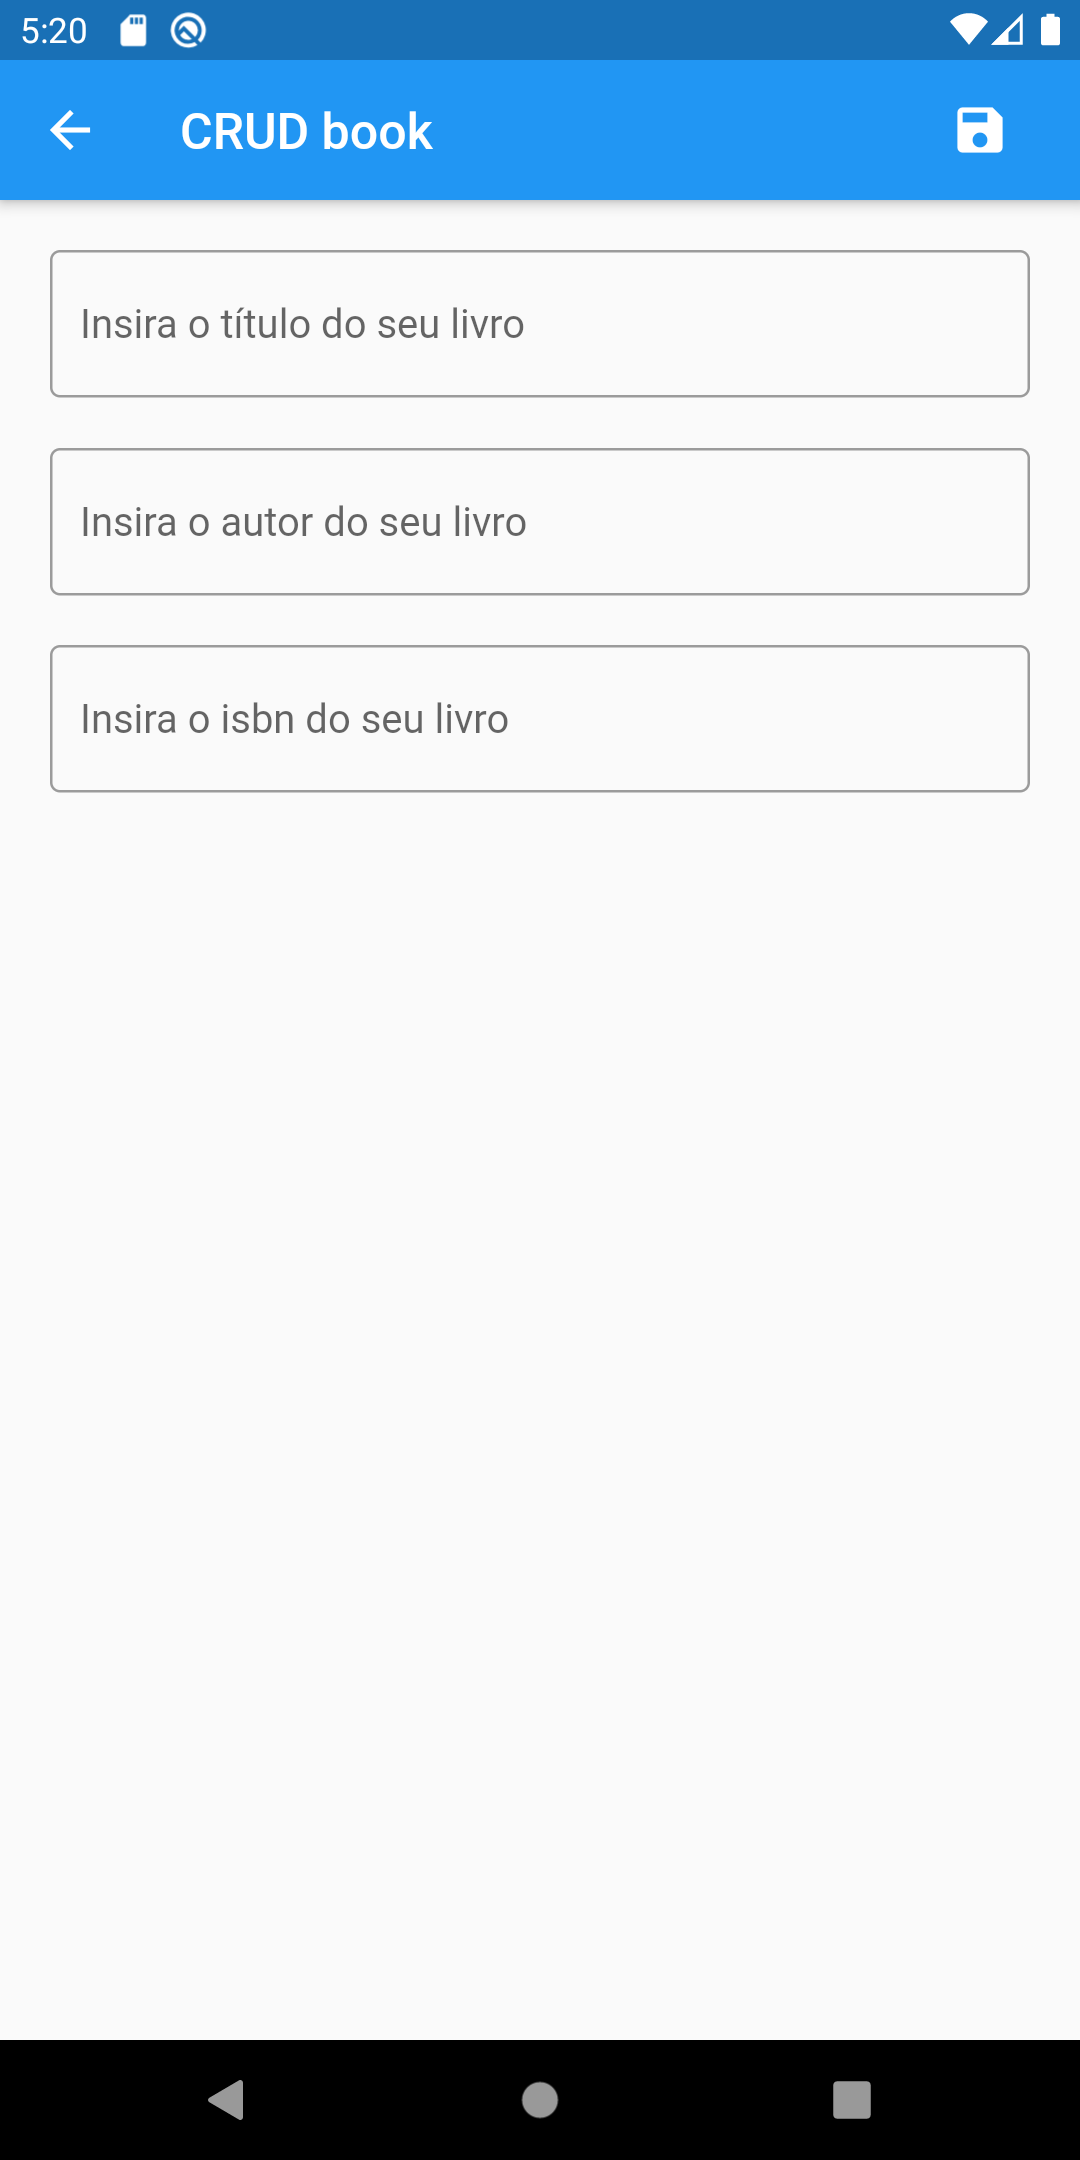 5:20
CRUD book
Insira o título do seu livro
Insira o autor do seu livro
Insira o isbn do seu livro